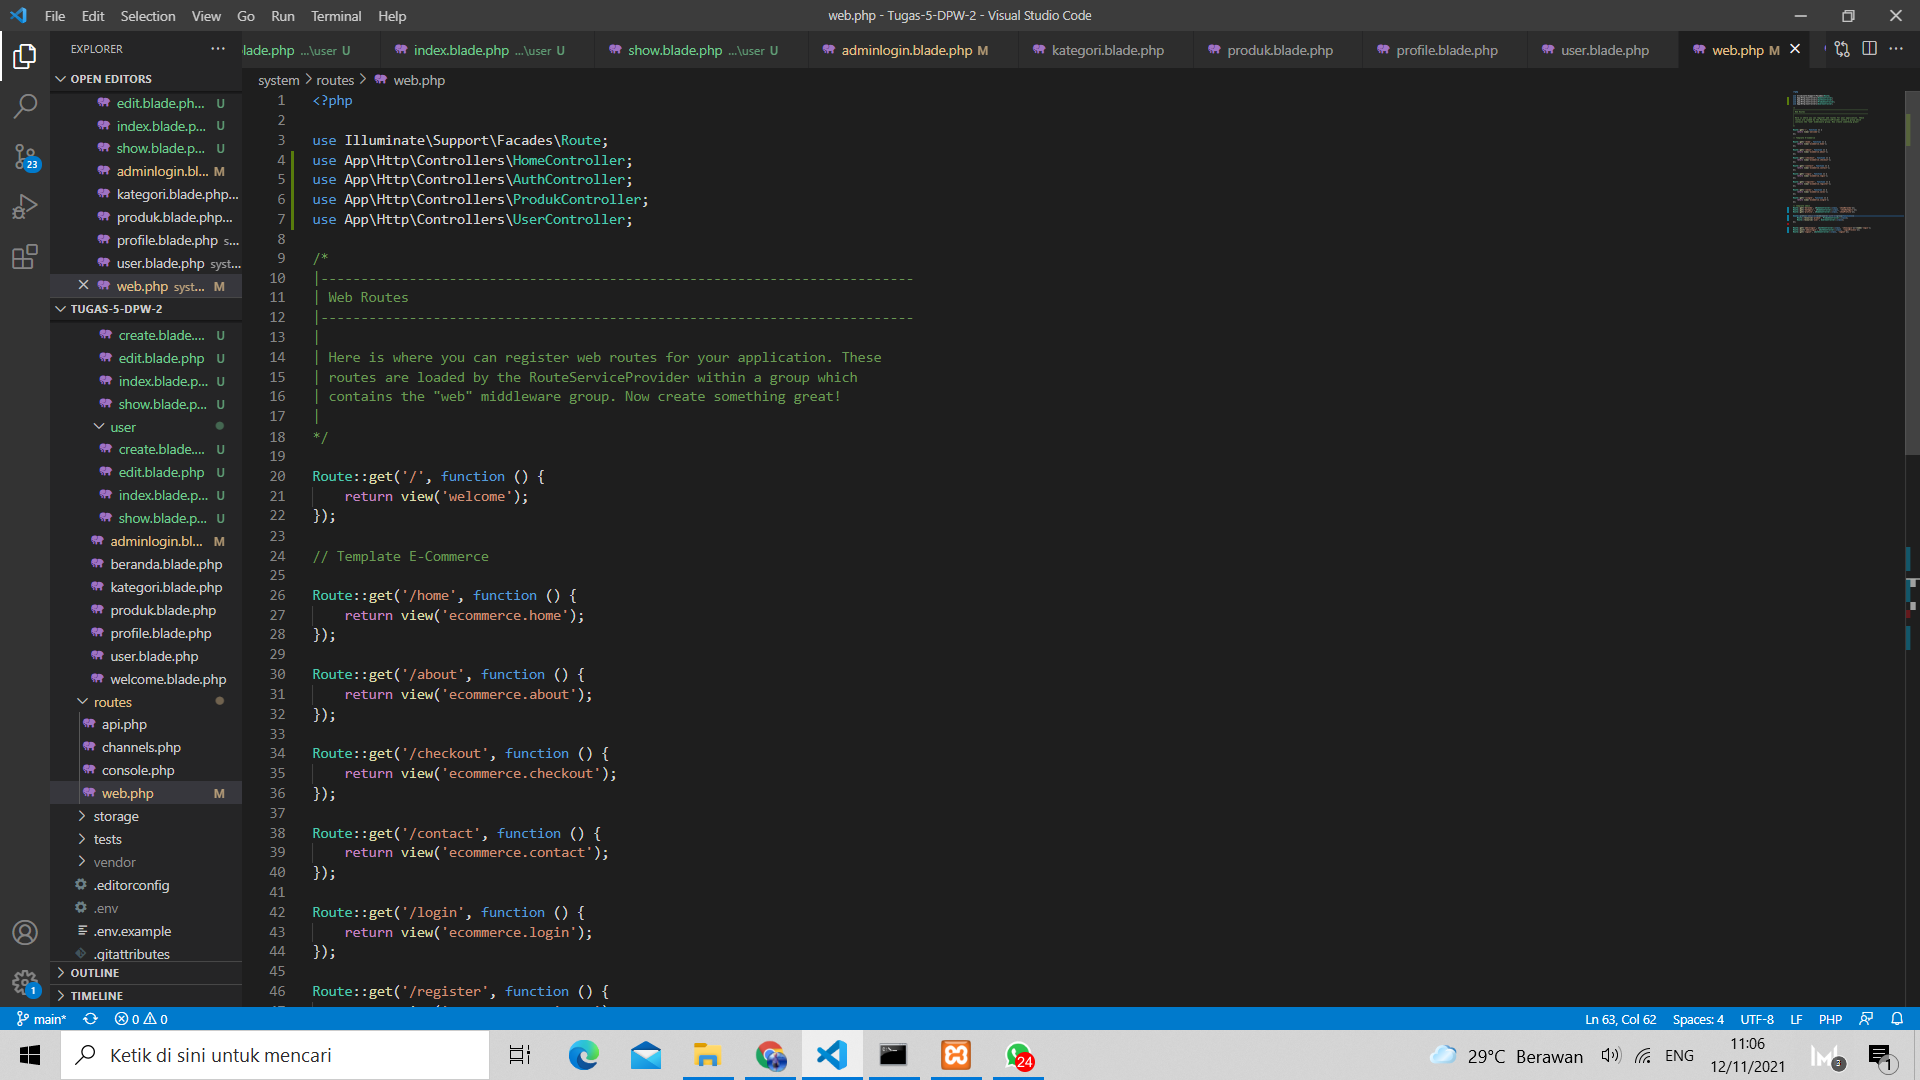 File Edit Selection View Go Run Terminal Help
web.php - Tugas-5-DPW-2 - Visual Studio Code
EXPLORER
lade.php ...\user U
index.blade.php ...\user U
show.blade.php ...\user U
adminlogin.blade.php M
kategori.blade.php
produk.blade.php
profile.blade.php
user.blade.php
web.php M
OPEN EDITORS
edit.blade.ph... U
index.blade.p... U
show.blade.p... U
adminlogin.bl... M
kategori.blade.php...
produk.blade.php...
profile.blade.php s...
user.blade.php syst...
web.php syst... M
TUGAS-5-DPW-2
create.blade.... U
edit.blade.php U
index.blade.p... U
show.blade.p... U
user
create.blade.... U
edit.blade.php U
index.blade.p... U
show.blade.p... U
adminlogin.bl... M
beranda.blade.php
kategori.blade.php
produk.blade.php
profile.blade.php
user.blade.php
welcome.blade.php
routes
api.php
channels.php
console.php
web.php M
storage
tests
vendor
.editorconfig
.env
.env.example
.gitattributes
OUTLINE
TIMELINE
23
1
system > routes > web.php
1 <?php
2
3 use Illuminate\Support\Facades\Route;
4 use App\Http\Controllers\HomeController;
5 use App\Http\Controllers\AuthController;
6 use App\Http\Controllers\ProdukController;
7 use App\Http\Controllers\UserController;
8
9 /*
10 |--------------------------------------------------------------------------
11 | Web Routes
12 |--------------------------------------------------------------------------
13 |
14 | Here is where you can register web routes for your application. These
15 | routes are loaded by the RouteServiceProvider within a group which
16 | contains the "web" middleware group. Now create something great!
17 |
18 */
19
20 Route::get('/', function () {
21     return view('welcome');
22 });
23
24 // Template E-Commerce
25
26 Route::get('/home', function () {
27     return view('ecommerce.home');
28 });
29
30 Route::get('/about', function () {
31     return view('ecommerce.about');
32 });
33
34 Route::get('/checkout', function () {
35     return view('ecommerce.checkout');
36 });
37
38 Route::get('/contact', function () {
39     return view('ecommerce.contact');
40 });
41
42 Route::get('/login', function () {
43     return view('ecommerce.login');
44 });
45
46 Route::get('/register', function () {
main* 0 0
Ln 63, Col 62 Spaces: 4 UTF-8 LF PHP
Ketik di sini untuk mencari
24
29°C Berawan
ENG
11:06
12/11/2021
3
1